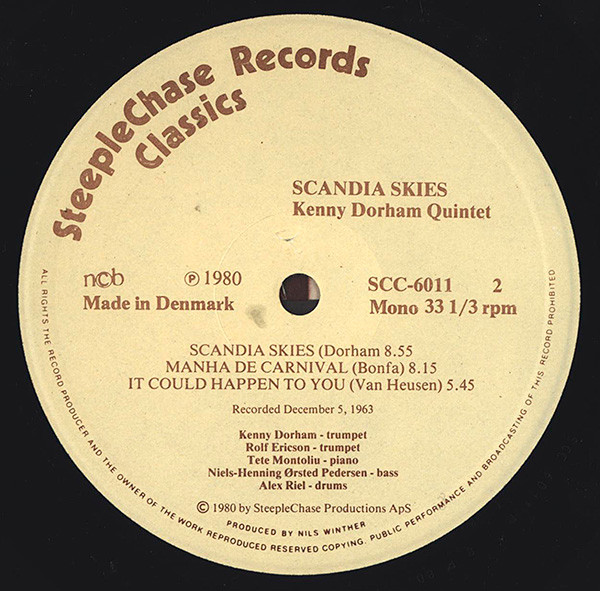 SteepleChase Records
Classics
SCANDIA SKIES
Kenny Dorham Quintet
ncb
℗ 1980
SCC-6011 2
Made in Denmark
Mono 33 1/3 rpm
SCANDIA SKIES (Dorham 8.55
MANHA DE CARNIVAL (Bonfa) 8.15
IT COULD HAPPEN TO YOU (Van Heusen) 5.45
Recorded December 5, 1963
Kenny Dorham - trumpet
Rolf Ericson - trumpet
Tete Montoliu - piano
Niels-Henning Ørsted Pedersen - bass
Alex Riel - drums
© 1980 by SteepleChase Productions ApS
PRODUCED BY NILS WINTHER
ALL RIGHTS THE RECORD PRODUCER AND THE OWNER OF THE WORK REPRODUCED RESERVED COPYING. PUBLIC PERFORMANCE AND BROADCASTING OF THIS RECORD PROHIBITED